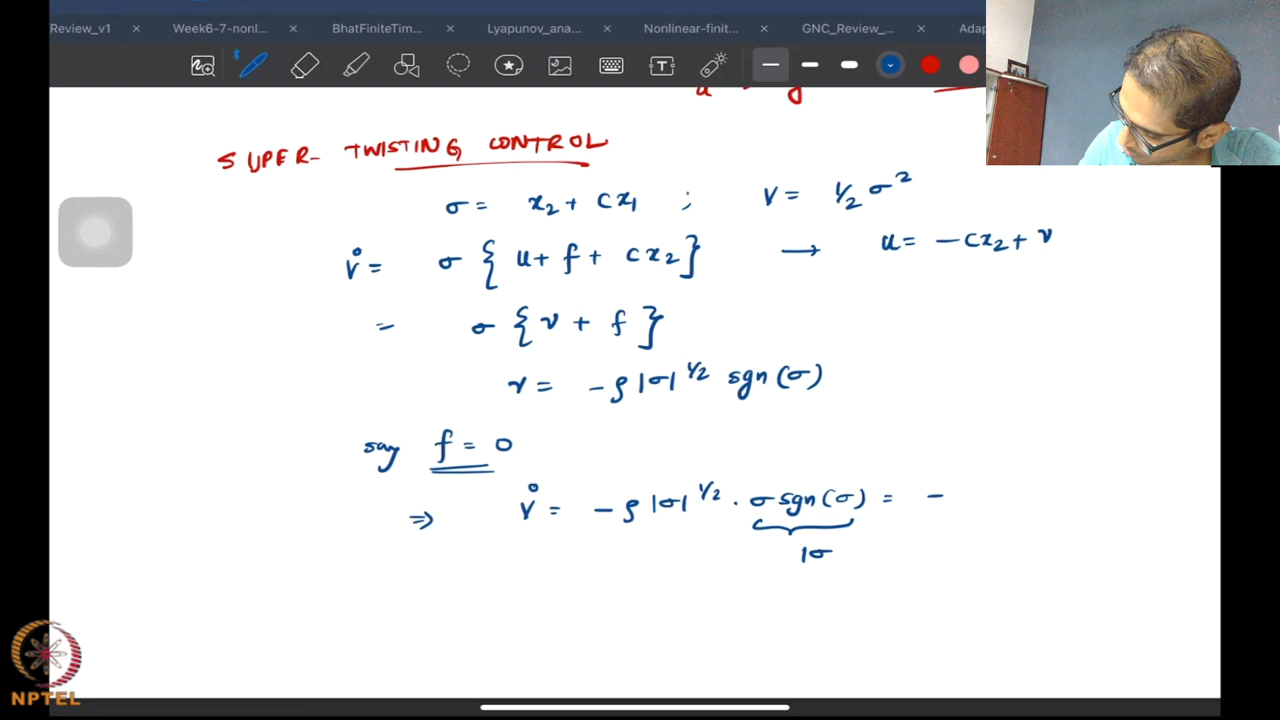 Review_v1 Week6-7-nonl... BhatFiniteTim... Lyapunov_ana... Nonlinear-finit... GNC_Review_... Adap
SUPER- TWISTING CONTROL
σ = x₂ + cx₁ ; V = 1/2 σ²
V̇ = σ { u + f + cx₂ } → u = -cx₂ + ν
= σ { ν + f }
ν = -ρ |σ|^1/2 sgn(σ)
say f = 0
⇒ V̇ = -ρ |σ|^1/2 · σ sgn(σ) = -
|σ
NPTEL